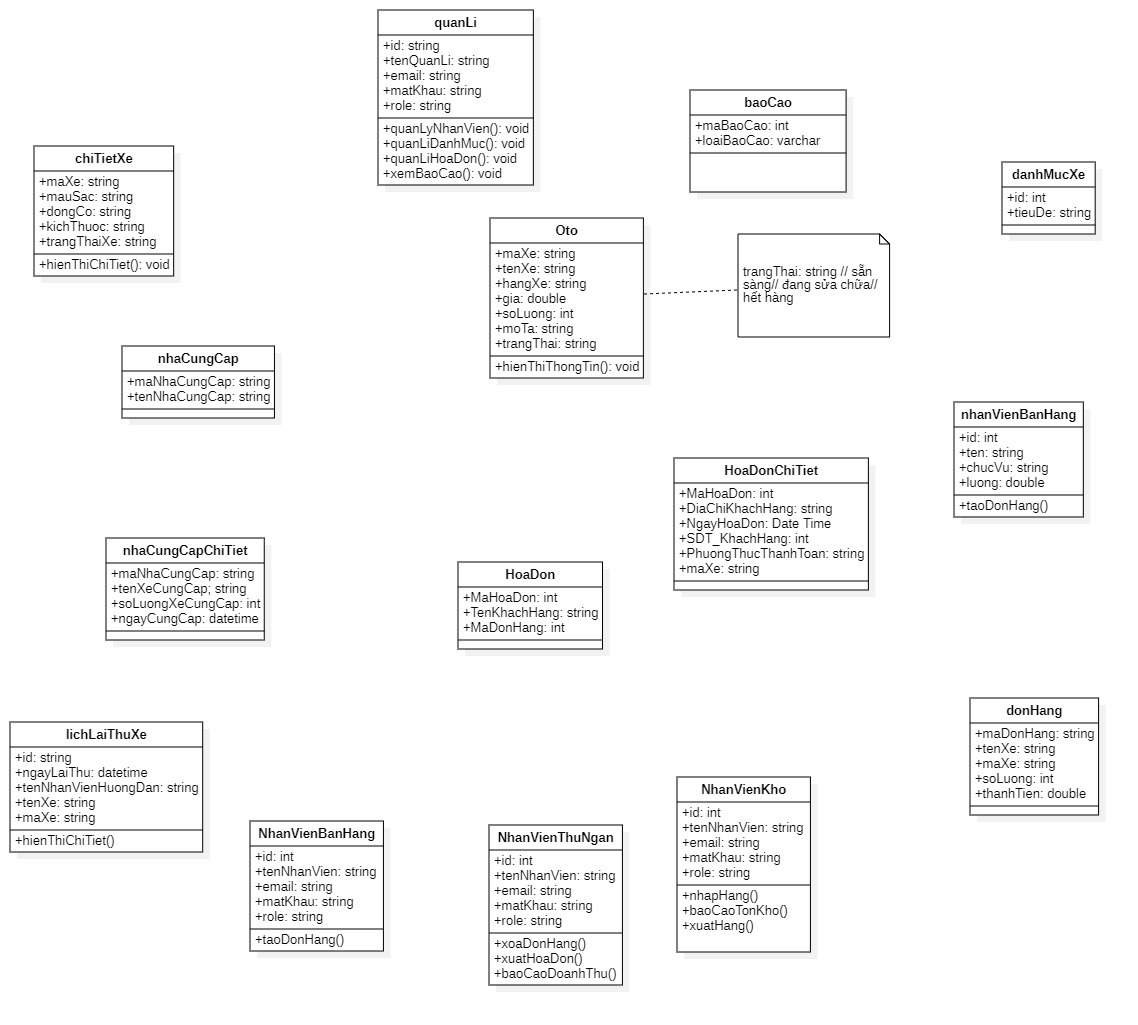 quanLi
+id: string
+tenQuanLi: string
+email: string
+matKhau: string
+role: string
+quanLyNhanVien(): void
+quanLiDanhMuc(): void
+quanLiHoaDon(): void
+xemBaoCao(): void
baoCao
+maBaoCao: int
+loaiBaoCao: varchar
chiTietXe
+maXe: string
+mauSac: string
+dongCo: string
+kichThuoc: string
+trangThaiXe: string
+hienThiChiTiet(): void
danhMucXe
+id: int
+tieuDe: string
Oto
+maXe: string
+tenXe: string
+hangXe: string
+gia: double
+soLuong: int
+moTa: string
+trangThai: string
+hienThiThongTin(): void
trangThai: string // sẵn
sàng// đang sửa chữa//
hết hàng
nhaCungCap
+maNhaCungCap: string
+tenNhaCungCap: string
nhanVienBanHang
+id: int
+ten: string
+chucVu: string
+luong: double
+taoDonHang()
HoaDonChiTiet
+MaHoaDon: int
+DiaChiKhachHang: string
+NgayHoaDon: Date Time
+SDT_KhachHang: int
+PhuongThucThanhToan: string
+maXe: string
nhaCungCapChiTiet
+maNhaCungCap: string
+tenXeCungCap; string
+soLuongXeCungCap: int
+ngayCungCap: datetime
HoaDon
+MaHoaDon: int
+TenKhachHang: string
+MaDonHang: int
donHang
+maDonHang: string
+tenXe: string
+maXe: string
+soLuong: int
+thanhTien: double
lichLaiThuXe
+id: string
+ngayLaiThu: datetime
+tenNhanVienHuongDan: string
+tenXe: string
+maXe: string
+hienThiChiTiet()
NhanVienBanHang
+id: int
+tenNhanVien: string
+email: string
+matKhau: string
+role: string
+taoDonHang()
NhanVienThuNgan
+id: int
+tenNhanVien: string
+email: string
+matKhau: string
+role: string
+xoaDonHang()
+xuatHoaDon()
+baoCaoDoanhThu()
NhanVienKho
+id: int
+tenNhanVien: string
+email: string
+matKhau: string
+role: string
+nhapHang()
+baoCaoTonKho()
+xuatHang()